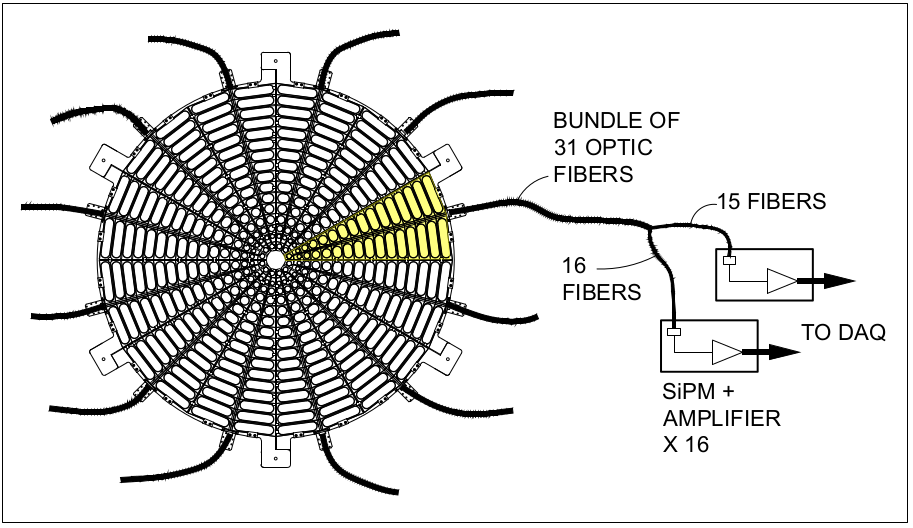 BUNDLE OF
31 OPTIC
FIBERS
15 FIBERS
16
FIBERS
TO DAQ
SiPM +
AMPLIFIER
X 16